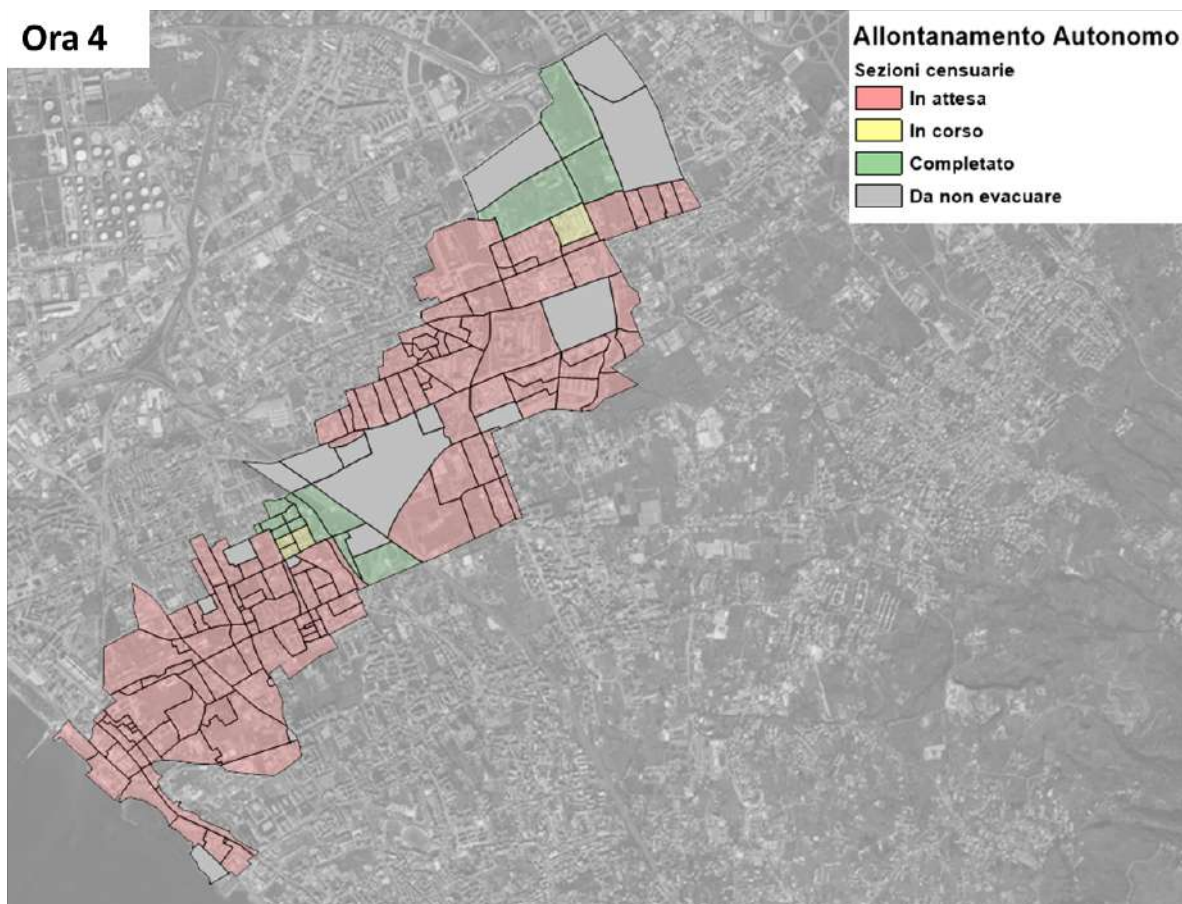 Ora 4
Allontanamento Autonomo
Sezioni censuarie
In attesa
In corso
Completato
Da non evacuare